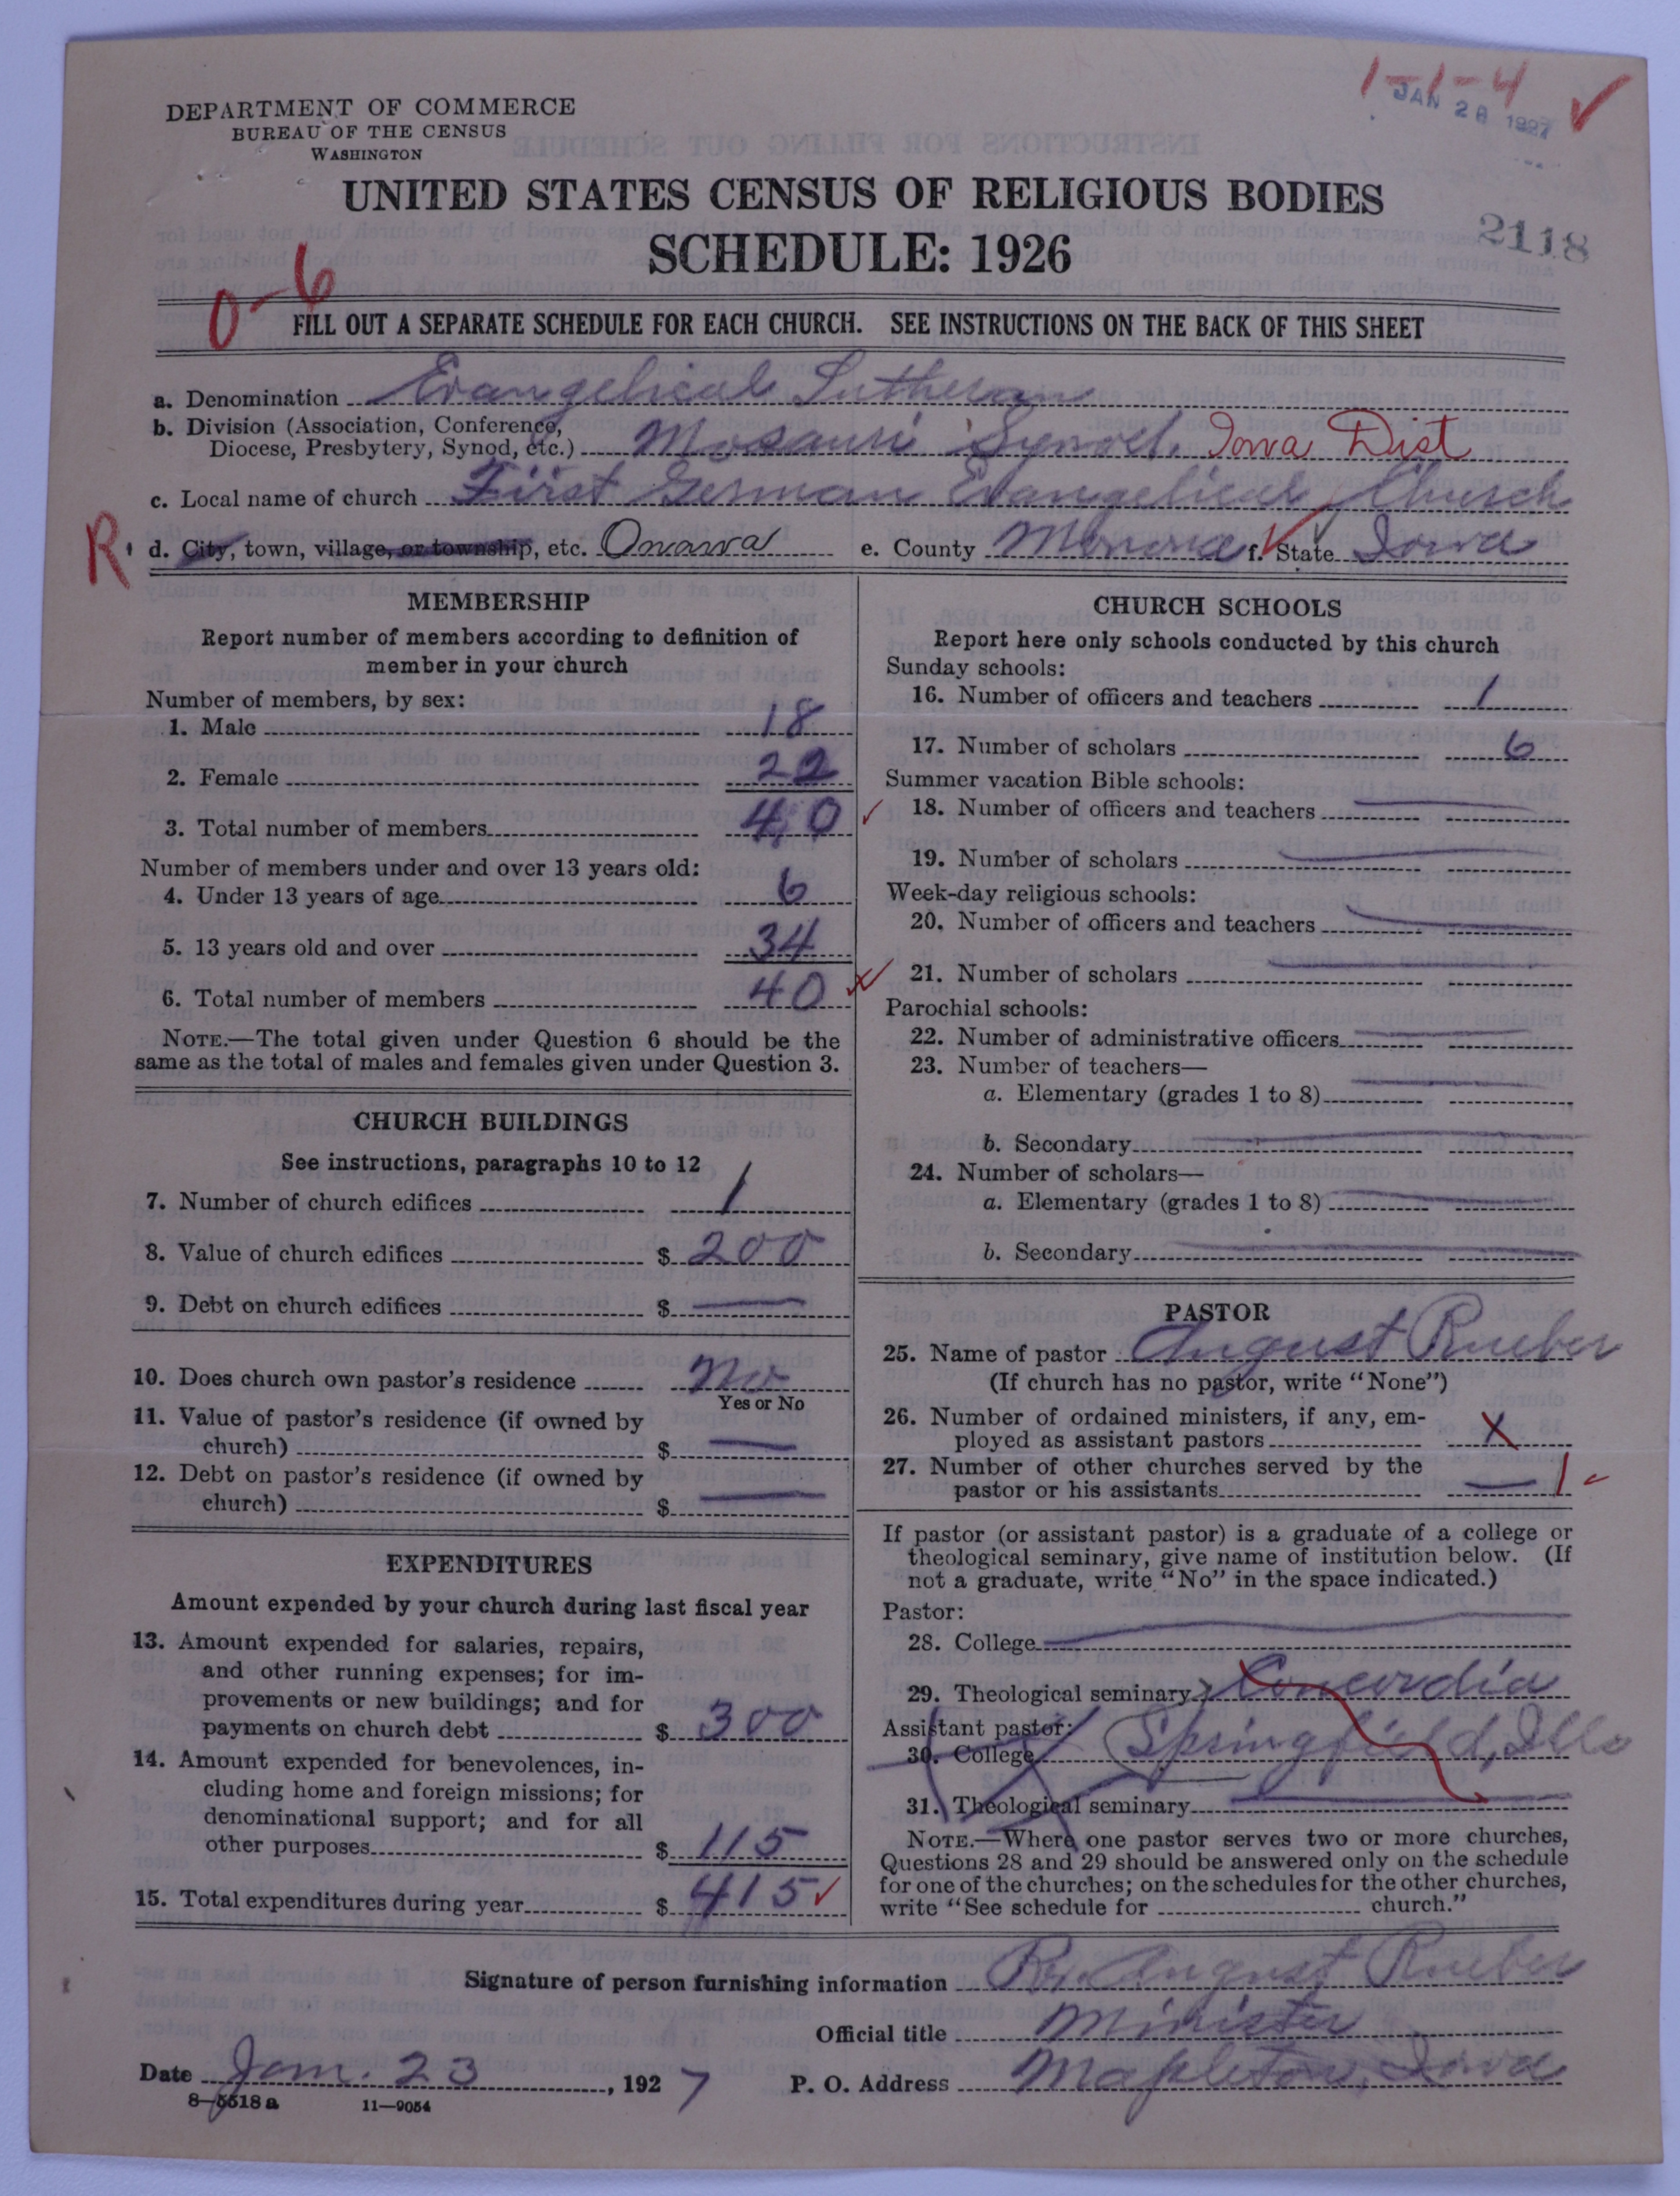 1-1-4 ✓
JAN 26 1927
DEPARTMENT OF COMMERCE
BUREAU OF THE CENSUS
WASHINGTON
UNITED STATES CENSUS OF RELIGIOUS BODIES
SCHEDULE: 1926
2118
0-6
FILL OUT A SEPARATE SCHEDULE FOR EACH CHURCH. SEE INSTRUCTIONS ON THE BACK OF THIS SHEET
a. Denomination Evangelical Lutheran
b. Division (Association, Conference,
Diocese, Presbytery, Synod, etc.) Missouri Synod. Iowa Dist
c. Local name of church First German Evangelical Church
R d. City, town, village, or township, etc. Onawa e. County Monona f. State Iowa
MEMBERSHIP
Report number of members according to definition of
member in your church
Number of members, by sex:
1. Male 18
2. Female 22
3. Total number of members 40 ✓
Number of members under and over 13 years old:
4. Under 13 years of age 6
5. 13 years old and over 34
6. Total number of members 40
NOTE.—The total given under Question 6 should be the
same as the total of males and females given under Question 3.
CHURCH BUILDINGS
See instructions, paragraphs 10 to 12
7. Number of church edifices 1
8. Value of church edifices $ 200
9. Debt on church edifices $ —
10. Does church own pastor's residence No
Yes or No
11. Value of pastor's residence (if owned by
church) $ —
12. Debt on pastor's residence (if owned by
church) $ —
EXPENDITURES
Amount expended by your church during last fiscal year
13. Amount expended for salaries, repairs,
and other running expenses; for im-
provements or new buildings; and for
payments on church debt $ 300
14. Amount expended for benevolences, in-
cluding home and foreign missions; for
denominational support; and for all
other purposes $ 115
15. Total expenditures during year $ 415 ✓
CHURCH SCHOOLS
Report here only schools conducted by this church
Sunday schools:
16. Number of officers and teachers 1
17. Number of scholars 6
Summer vacation Bible schools:
18. Number of officers and teachers —
19. Number of scholars —
Week-day religious schools:
20. Number of officers and teachers —
21. Number of scholars —
Parochial schools:
22. Number of administrative officers —
23. Number of teachers—
a. Elementary (grades 1 to 8) —
b. Secondary —
24. Number of scholars—
a. Elementary (grades 1 to 8) —
b. Secondary —
PASTOR
25. Name of pastor August Rueber
(If church has no pastor, write "None")
26. Number of ordained ministers, if any, em-
ployed as assistant pastors X
27. Number of other churches served by the
pastor or his assistants — 1 ✓
If pastor (or assistant pastor) is a graduate of a college or
theological seminary, give name of institution below. (If
not a graduate, write "No" in the space indicated.)
Pastor:
28. College —
29. Theological seminary Concordia
Assistant pastor:
30. College Springfield, Ills
31. Theological seminary —
NOTE.—Where one pastor serves two or more churches,
Questions 28 and 29 should be answered only on the schedule
for one of the churches; on the schedules for the other churches,
write "See schedule for church."
Signature of person furnishing information Rev. August Rueber
Official title Minister
Date Jan. 23, 1927 P. O. Address Mapleton, Iowa
8-5518 a 11-9054